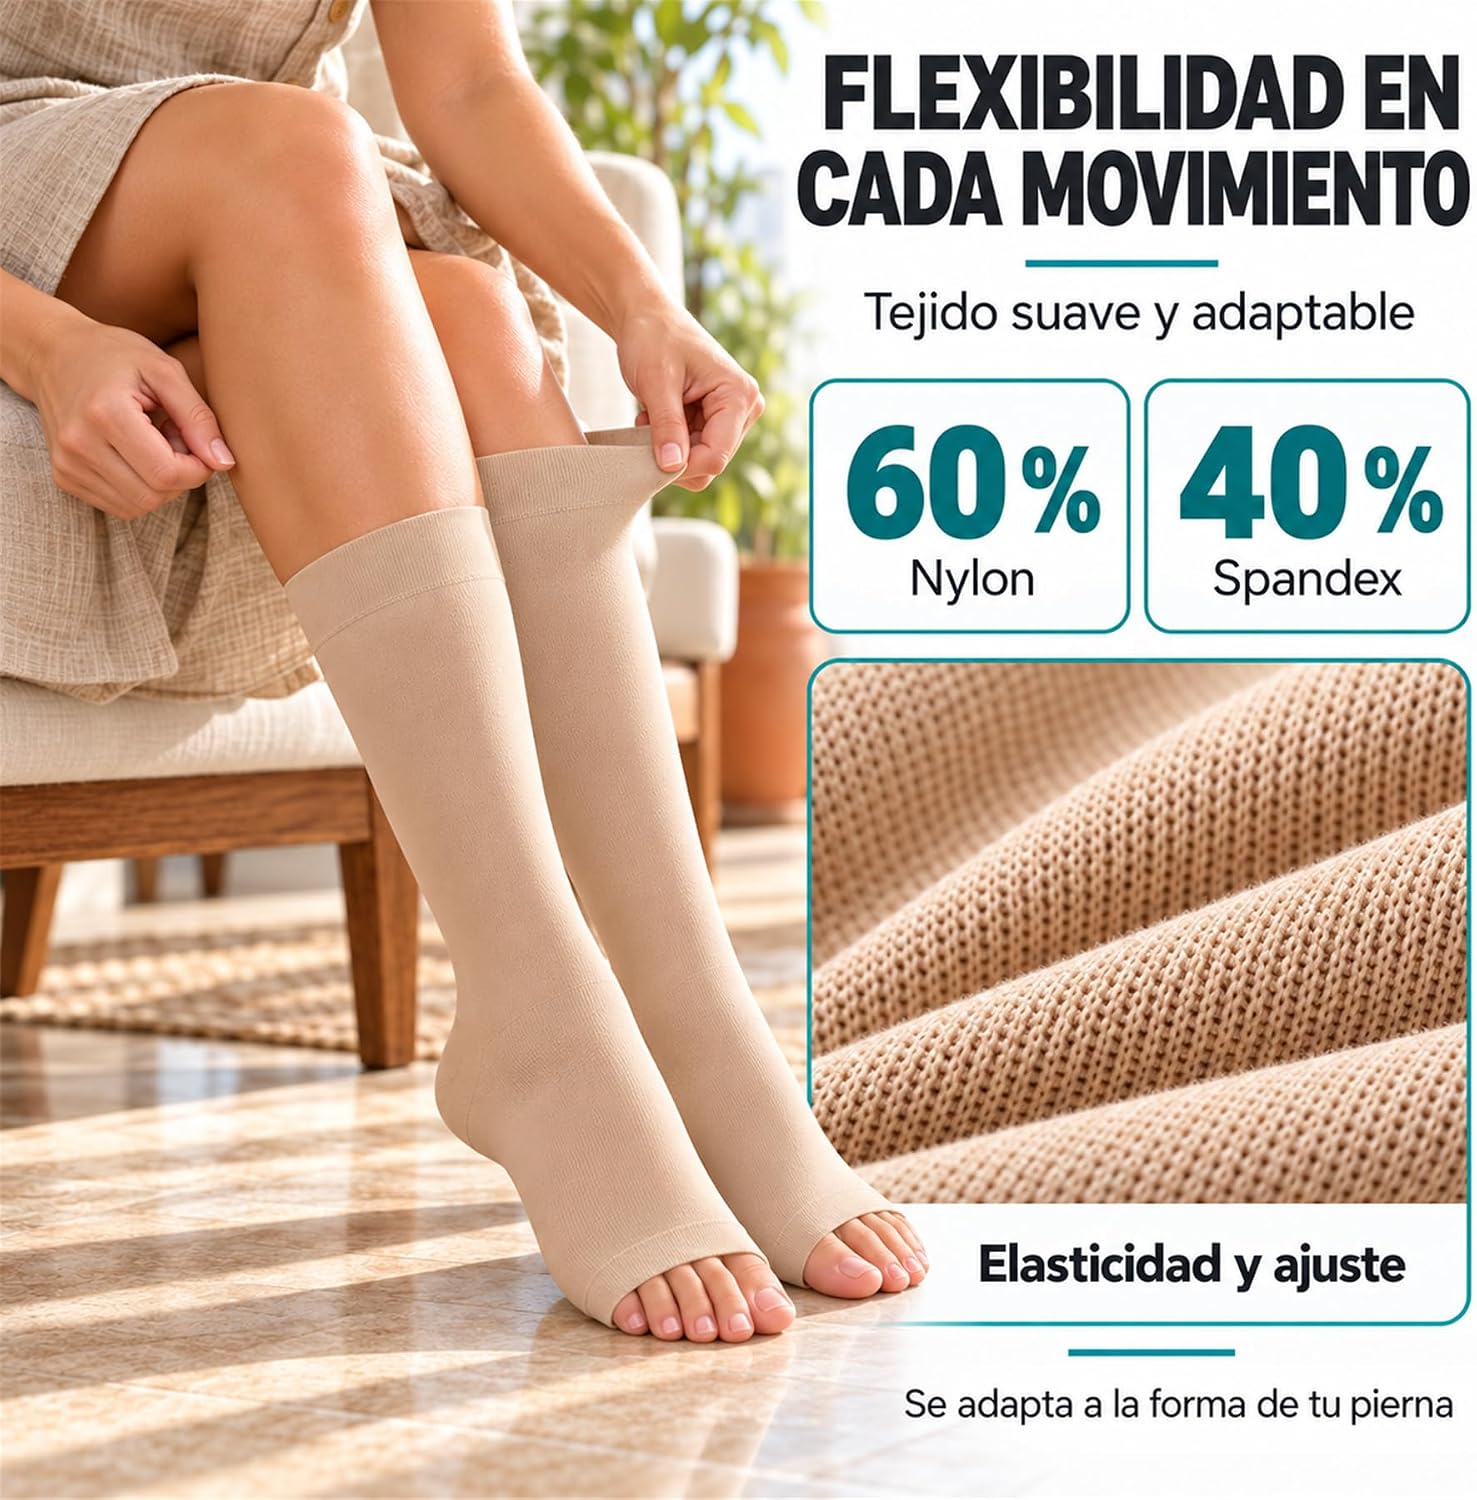 FLEXIBILIDAD EN
CADA MOVIMIENTO
Tejido suave y adaptable
60%
Nylon
40%
Spandex
Elasticidad y ajuste
Se adapta a la forma de tu pierna